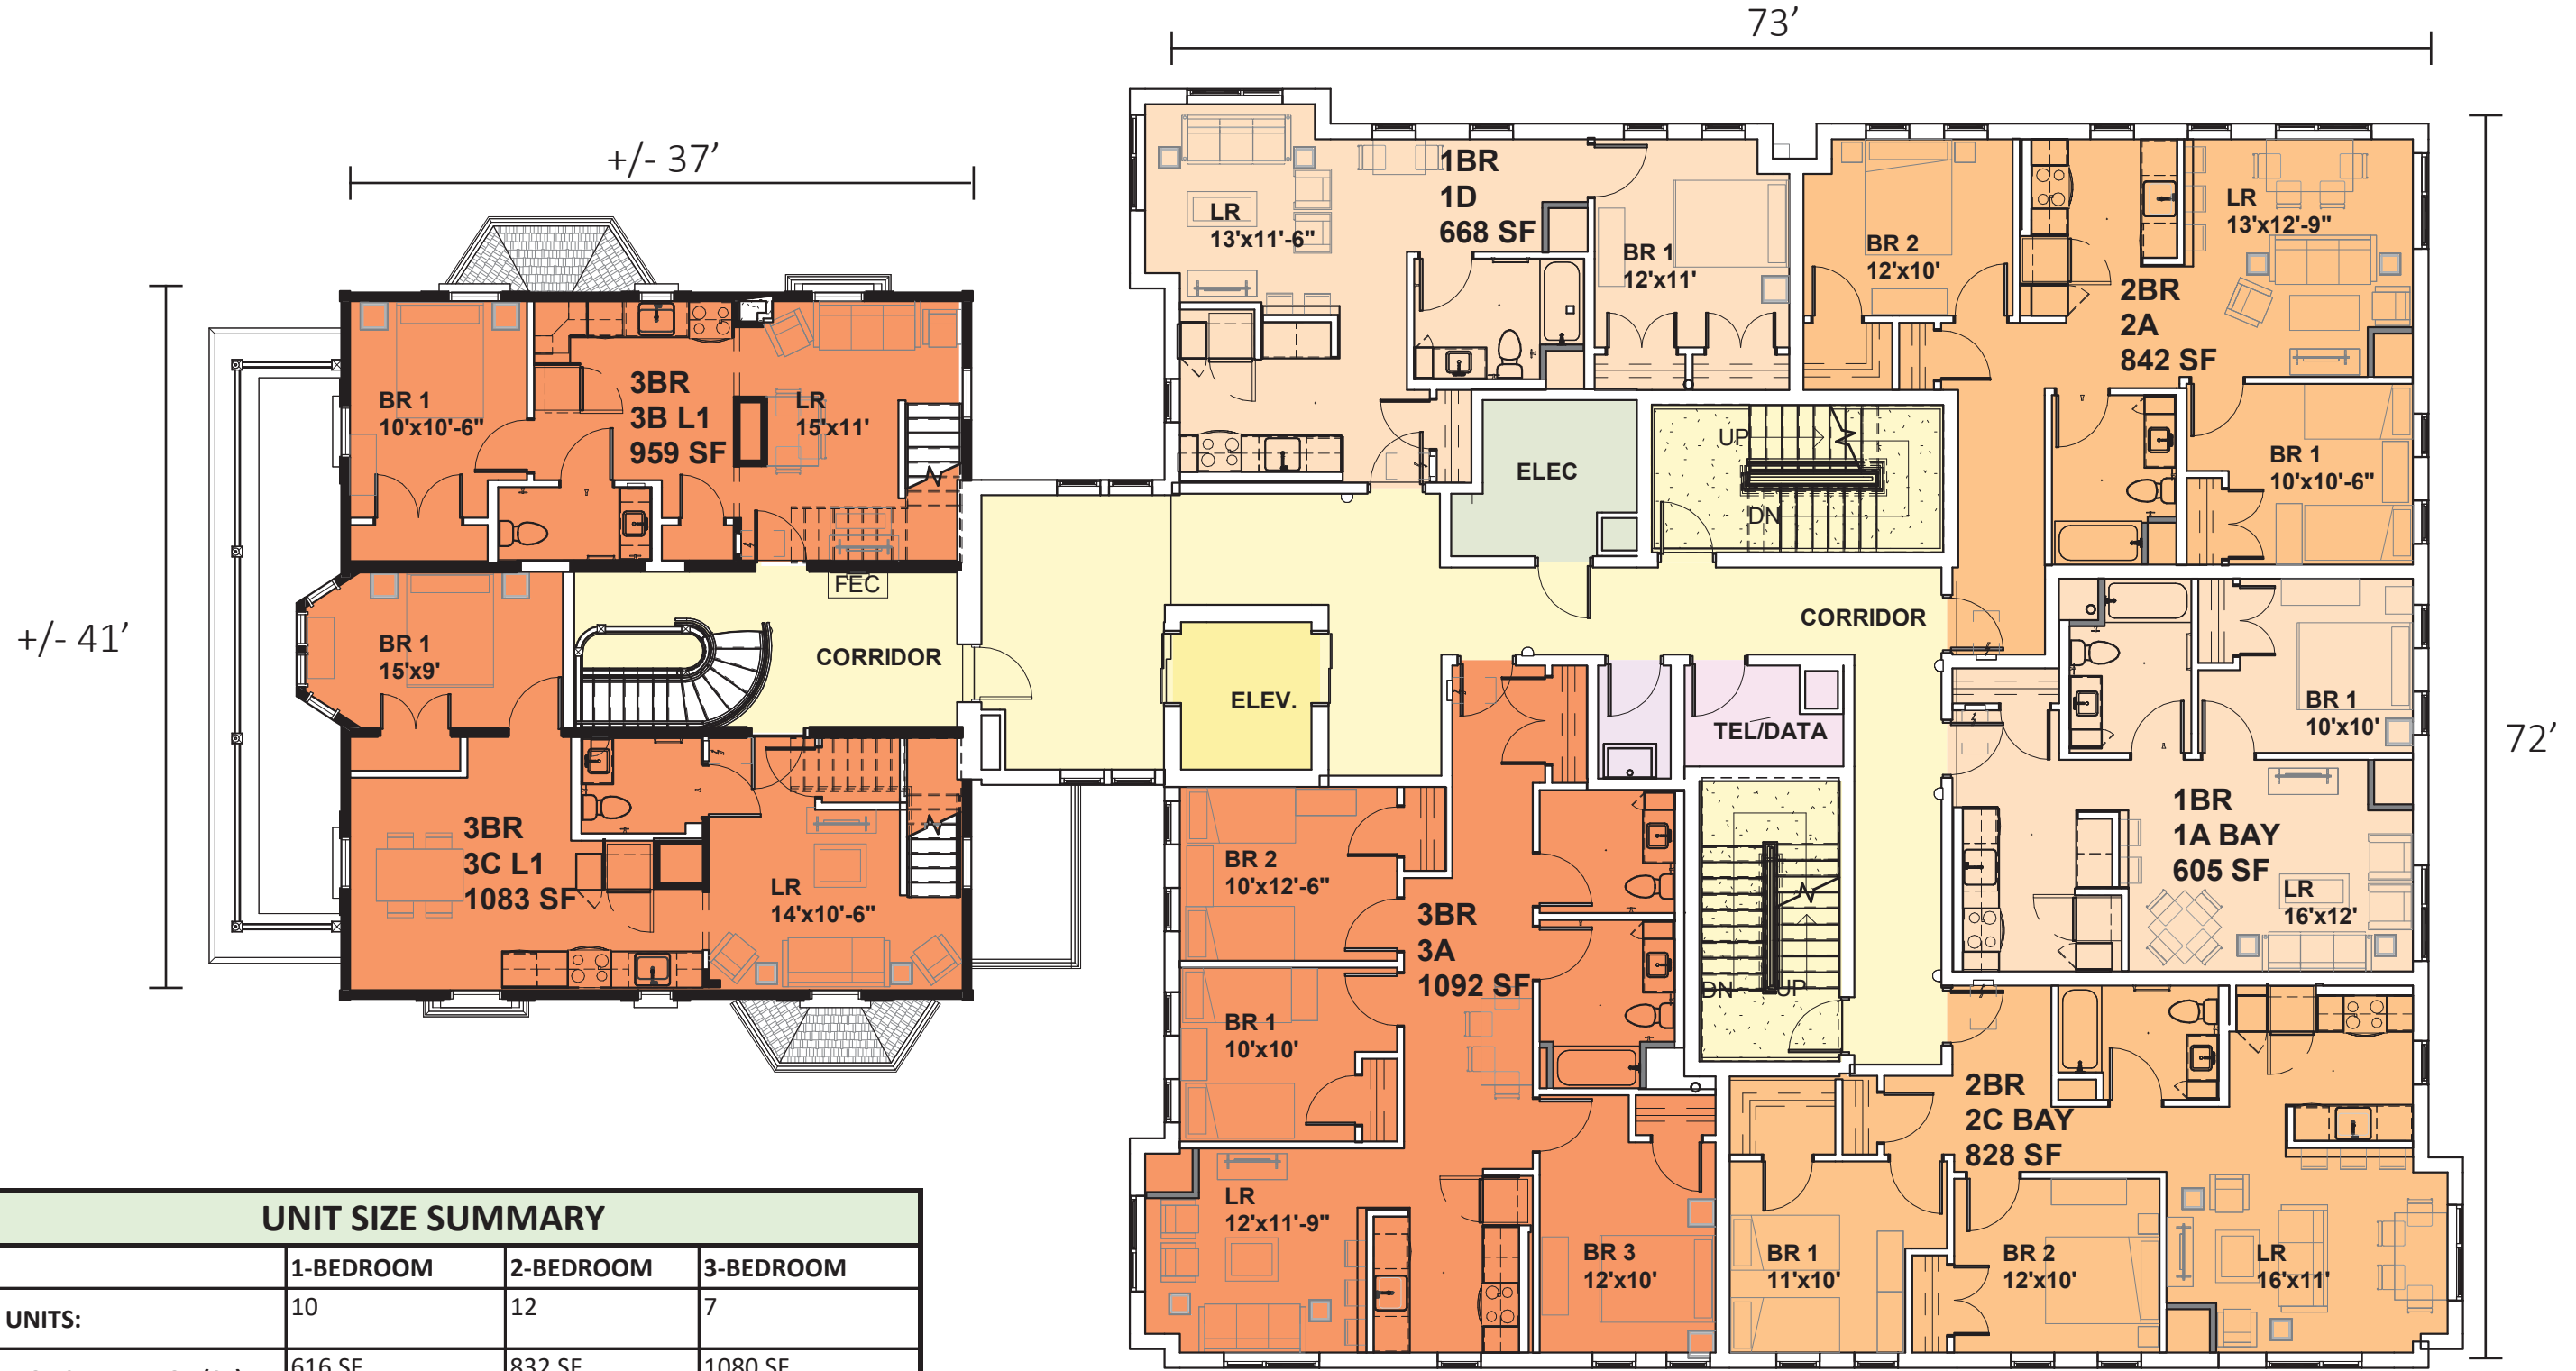 73’
+/- 37’
+/- 41’
72’
BR 1
10'x10'-6"
3BR
3B L1
959 SF
LR
15'x11'
FEC
BR 1
15'x9'
CORRIDOR
3BR
3C L1
1083 SF
LR
14'x10'-6"
LR
13'x11'-6"
1BR
1D
668 SF
BR 1
12'x11'
BR 2
12'x10'
2BR
2A
842 SF
LR
13'x12'-9"
BR 1
10'x10'-6"
ELEC
UP
DN
CORRIDOR
ELEV.
TEL/DATA
BR 1
10'x10'
1BR
1A BAY
605 SF
LR
16'x12'
BR 2
10'x12'-6"
3BR
3A
1092 SF
BR 1
10'x10'
DN
UP
LR
12'x11'-9"
BR 3
12'x10'
2BR
2C BAY
828 SF
BR 1
11'x10'
BR 2
12'x10'
LR
16'x11'
UNIT SIZE SUMMARY
1-BEDROOM 2-BEDROOM 3-BEDROOM
UNITS: 10 12 7
616 SF 832 SF 1080 SF